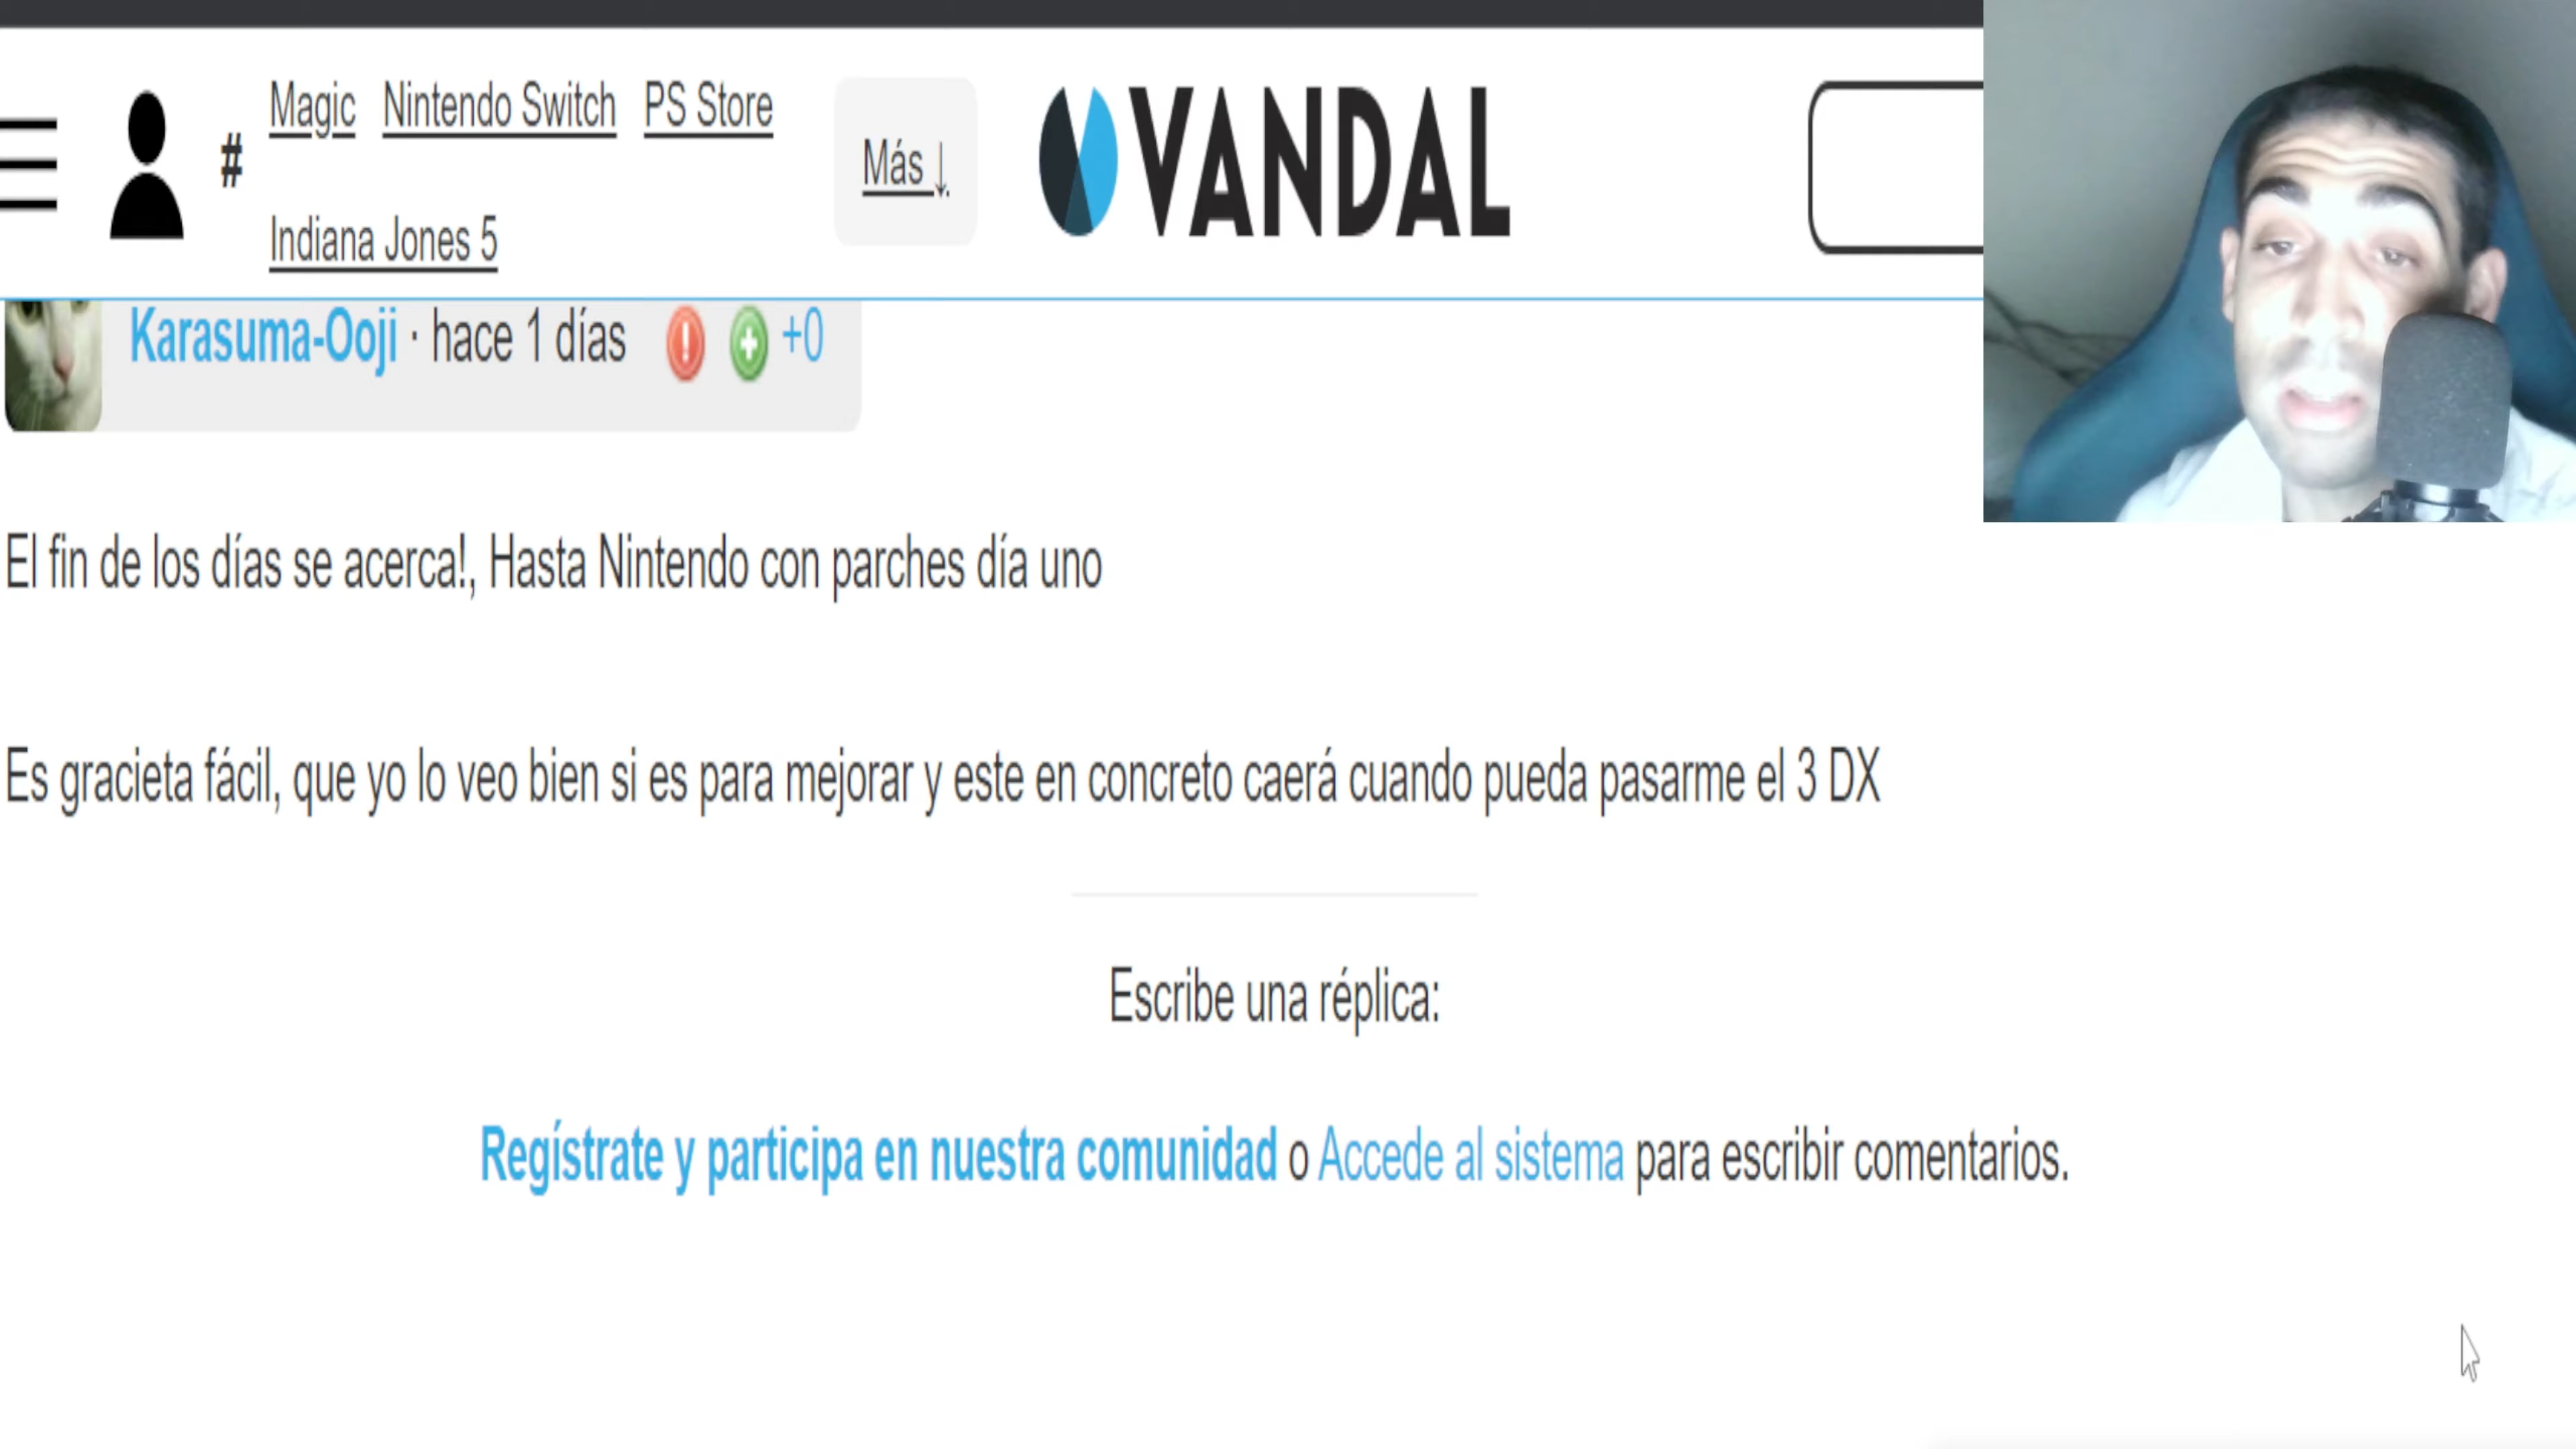 # Magic Nintendo Switch PS Store
Indiana Jones 5
Más ↓.
VANDAL
Karasuma-Ooji · hace 1 días ! + +0
El fin de los días se acerca!, Hasta Nintendo con parches día uno
Es gracieta fácil, que yo lo veo bien si es para mejorar y este en concreto caerá cuando pueda pasarme el 3 DX
Escribe una réplica:
Regístrate y participa en nuestra comunidad o Accede al sistema para escribir comentarios.